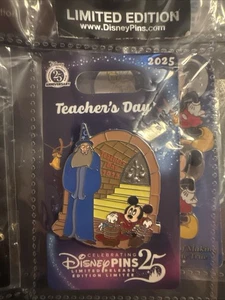 LIMITED EDITION
www.DisneyPins.com
2025
Teacher's Day
CELEBRATING
DISNEY PINS 25
LIMITED RELEASE
EDITION LIMITÉE